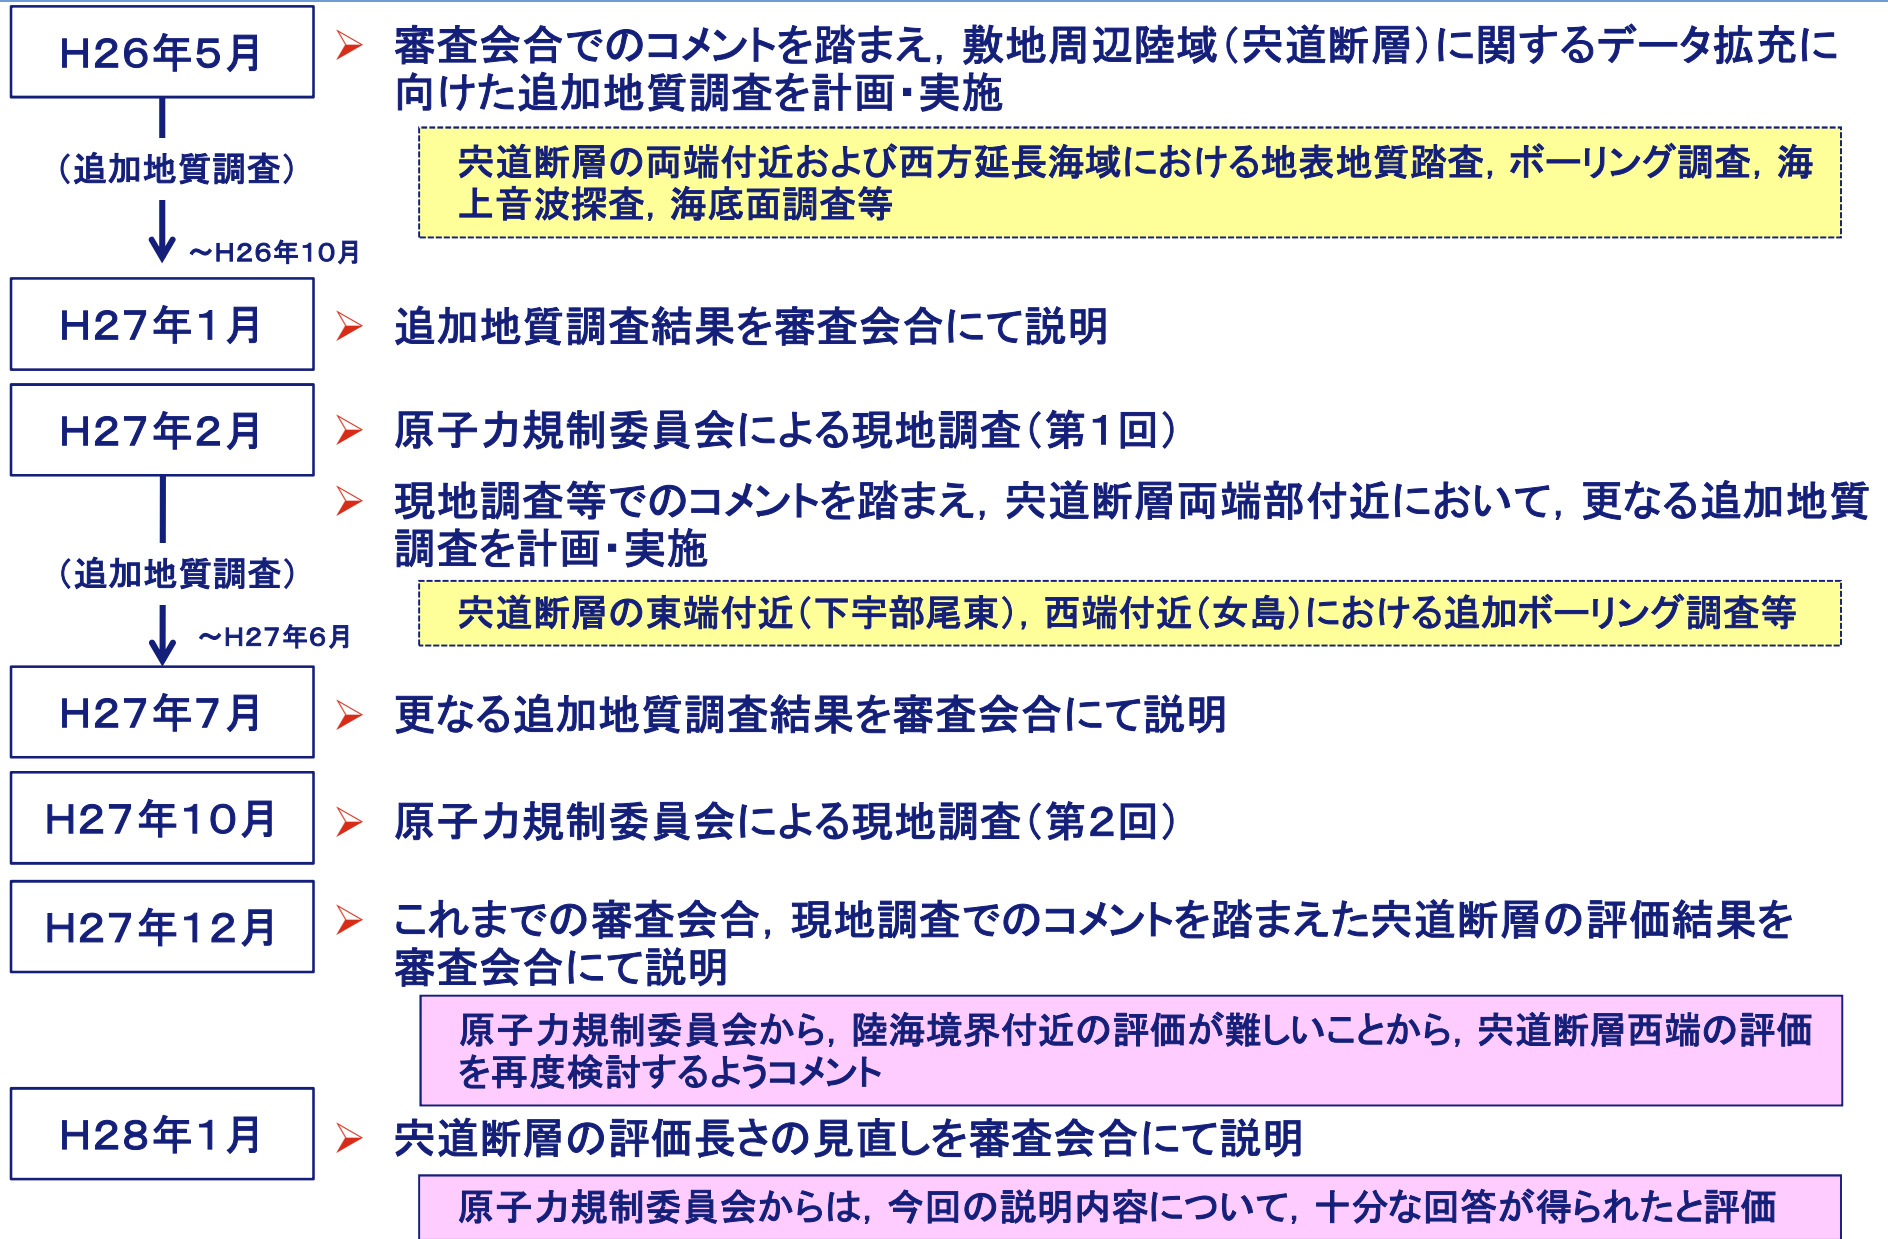 H26年5月
審査会合でのコメントを踏まえ，敷地周辺陸域（宍道断層）に関するデータ拡充に
向けた追加地質調査を計画・実施
（追加地質調査）
宍道断層の両端付近および西方延長海域における地表地質踏査，ボーリング調査，海
上音波探査，海底面調査等
～H26年10月
H27年1月
追加地質調査結果を審査会合にて説明
H27年2月
原子力規制委員会による現地調査（第1回）
現地調査等でのコメントを踏まえ，宍道断層両端部付近において，更なる追加地質
調査を計画・実施
（追加地質調査）
宍道断層の東端付近（下宇部尾東），西端付近（女島）における追加ボーリング調査等
～H27年6月
H27年7月
更なる追加地質調査結果を審査会合にて説明
H27年10月
原子力規制委員会による現地調査（第2回）
H27年12月
これまでの審査会合，現地調査でのコメントを踏まえた宍道断層の評価結果を
審査会合にて説明
原子力規制委員会から，陸海境界付近の評価が難しいことから，宍道断層西端の評価
を再度検討するようコメント
H28年1月
宍道断層の評価長さの見直しを審査会合にて説明
原子力規制委員会からは，今回の説明内容について，十分な回答が得られたと評価